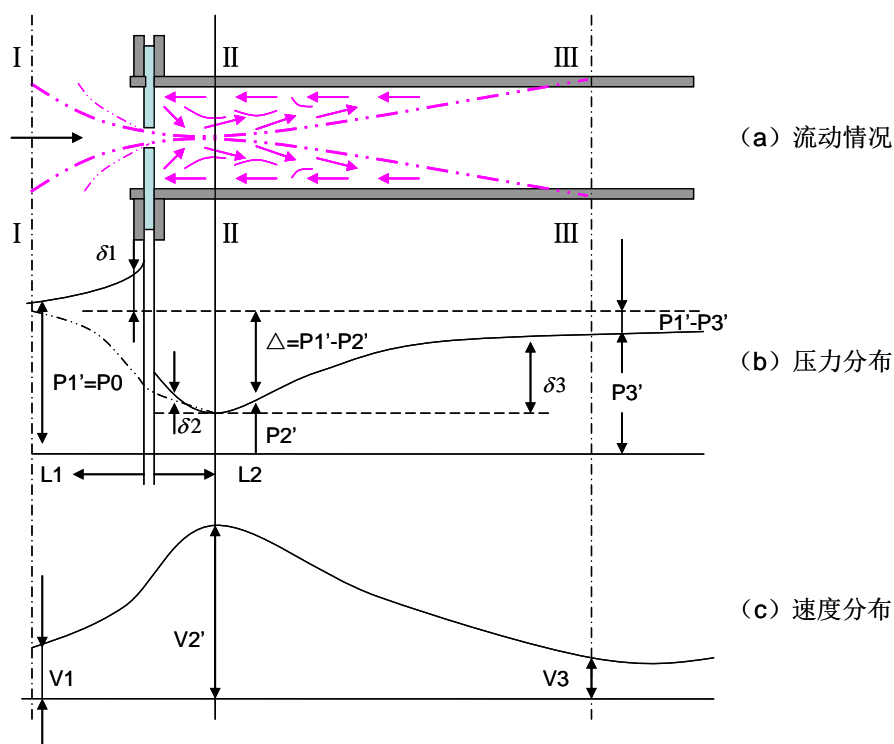 I
II
III
（a）流动情况
I
II
III
δ1
△=P1'-P2'
P1'-P3'
（b）压力分布
P1'=P0
δ3
P3'
δ2
P2'
L1
L2
（c）速度分布
V2'
V1
V3